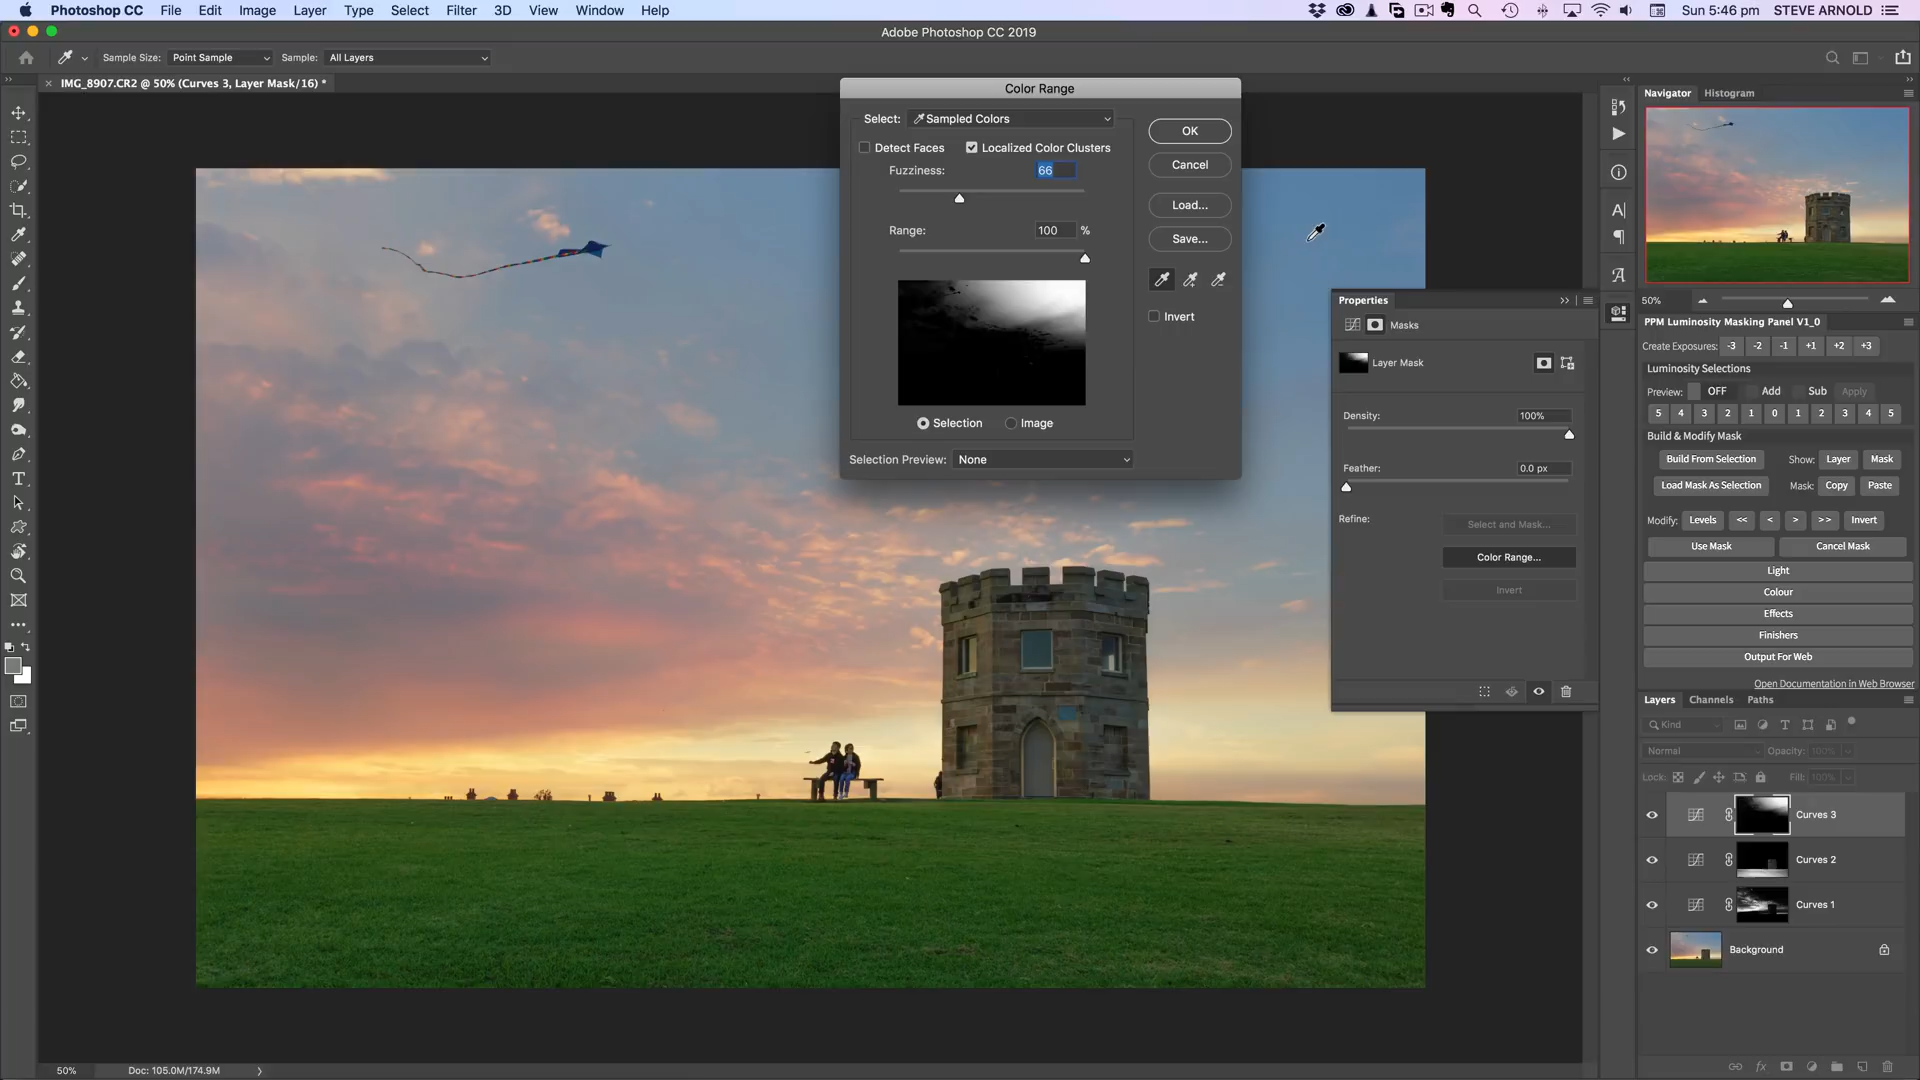 Photoshop CC File Edit Image Layer Type Select Filter 3D View Window Help Sun 5:46 pm STEVE ARNOLD
Adobe Photoshop CC 2019
Sample Size: Point Sample Sample: All Layers
IMG_8907.CR2 @ 50% (Curves 3, Layer Mask/16) *
Color Range
Select: Sampled Colors
OK
Detect Faces Localized Color Clusters
Cancel
Fuzziness: 66
Load...
Range: 100 %
Save...
Invert
Selection Image
Selection Preview: None
Properties
Masks
Layer Mask
Density: 100%
Feather: 0.0 px
Refine:
Select and Mask...
Color Range...
Invert
Navigator Histogram
50%
PPM Luminosity Masking Panel V1_0
Create Exposures: -3 -2 -1 +1 +2 +3
Luminosity Selections
Preview: OFF Add Sub Apply
5 4 3 2 1 0 1 2 3 4 5
Build & Modify Mask
Build From Selection Show: Layer Mask
Load Mask As Selection Mask: Copy Paste
Modify: Levels << < > >> Invert
Use Mask Cancel Mask
Light
Colour
Effects
Finishers
Output For Web
Open Documentation in Web Browser
Layers Channels Paths
Kind
Normal Opacity: 100%
Lock: Fill: 100%
Curves 3
Curves 2
Curves 1
Background
50% Doc: 105.0M/174.9M